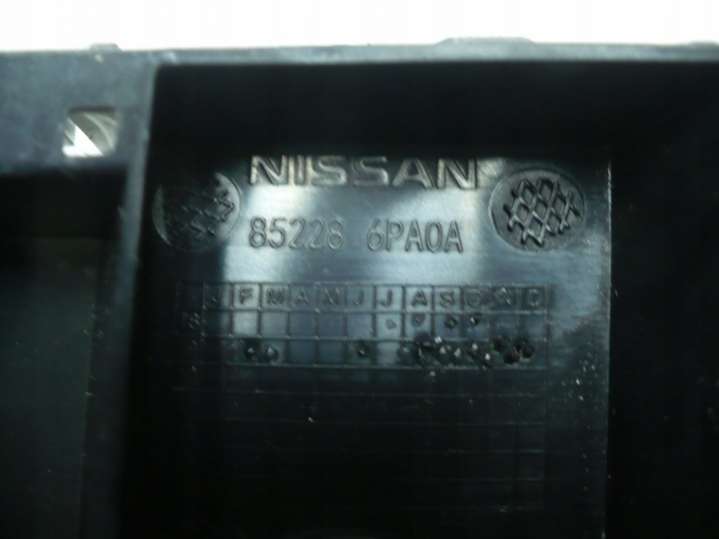 NISSAN
85228 6PA0A
J F M A M J J A S O N D